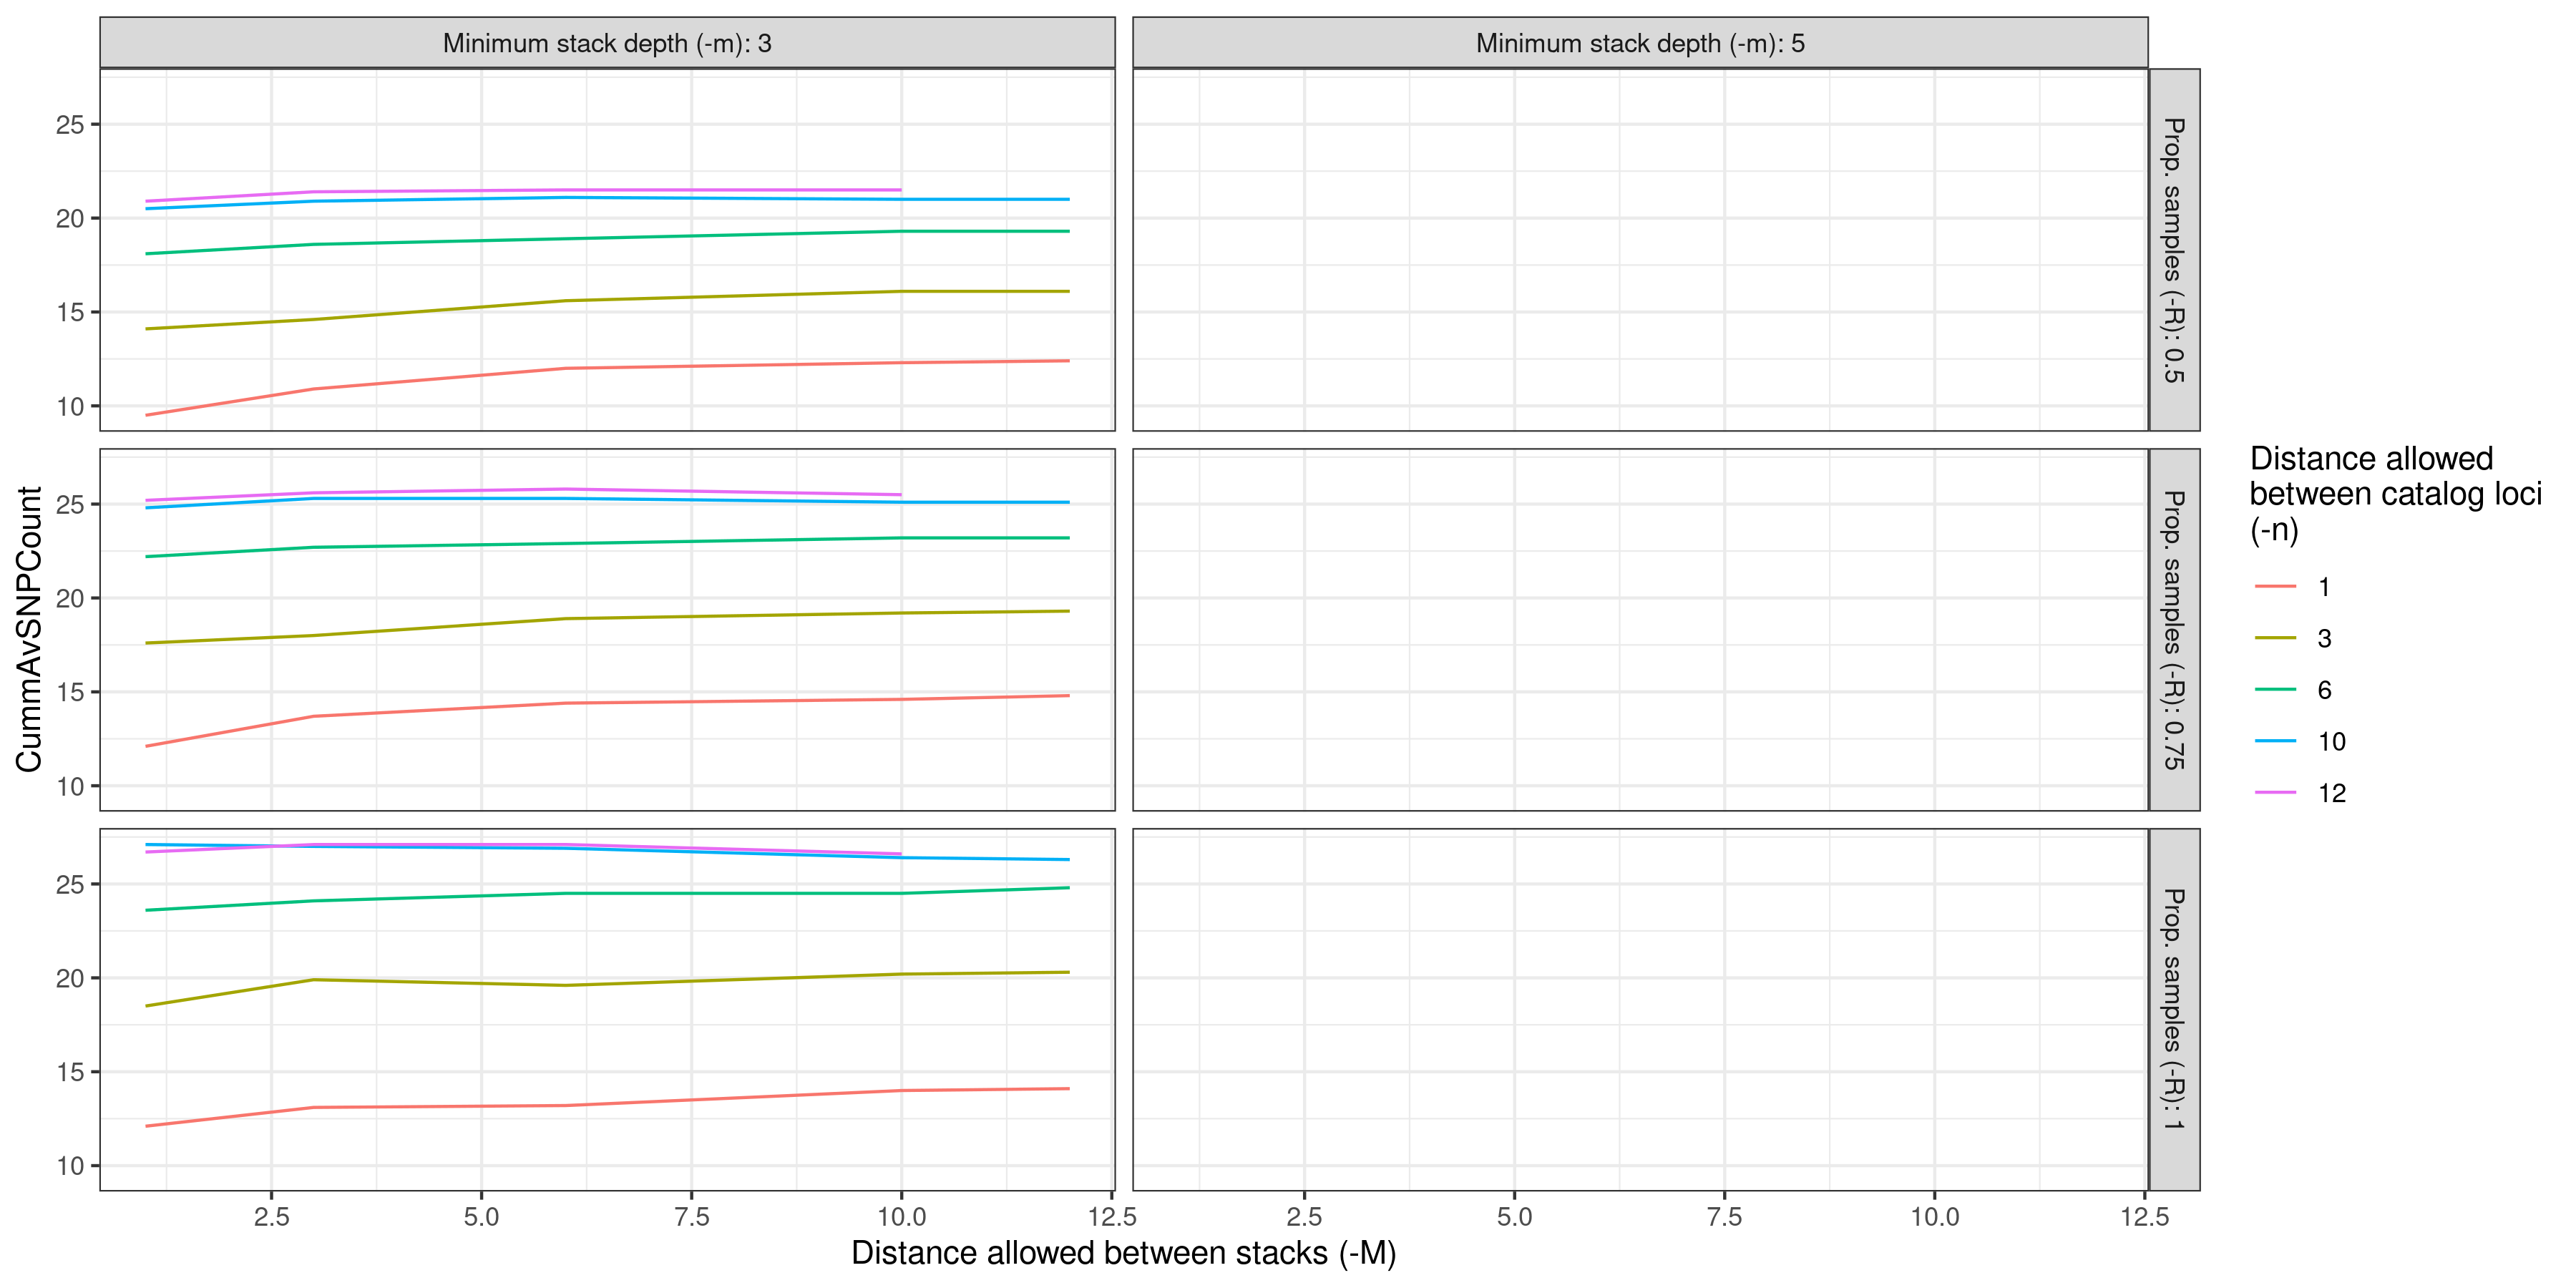 Minimum stack depth (-m): 3
Minimum stack depth (-m): 5
25
20
15
10
Prop. samples (-R): 0.5
25
20
15
10
Prop. samples (-R): 0.75
25
20
15
10
Prop. samples (-R): 1
CummAvSNPCount
2.5 5.0 7.5 10.0 12.5
2.5 5.0 7.5 10.0 12.5
Distance allowed between stacks (-M)
Distance allowed
between catalog loci
(-n)
1
3
6
10
12